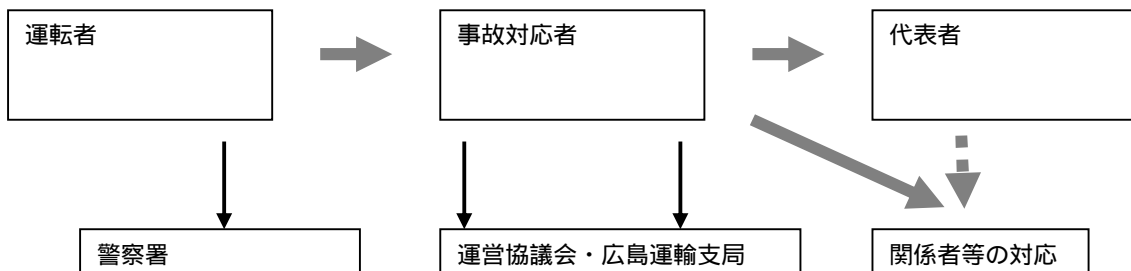 運転者
事故対応者
代表者
警察署
運営協議会・広島運輸支局
関係者等の対応